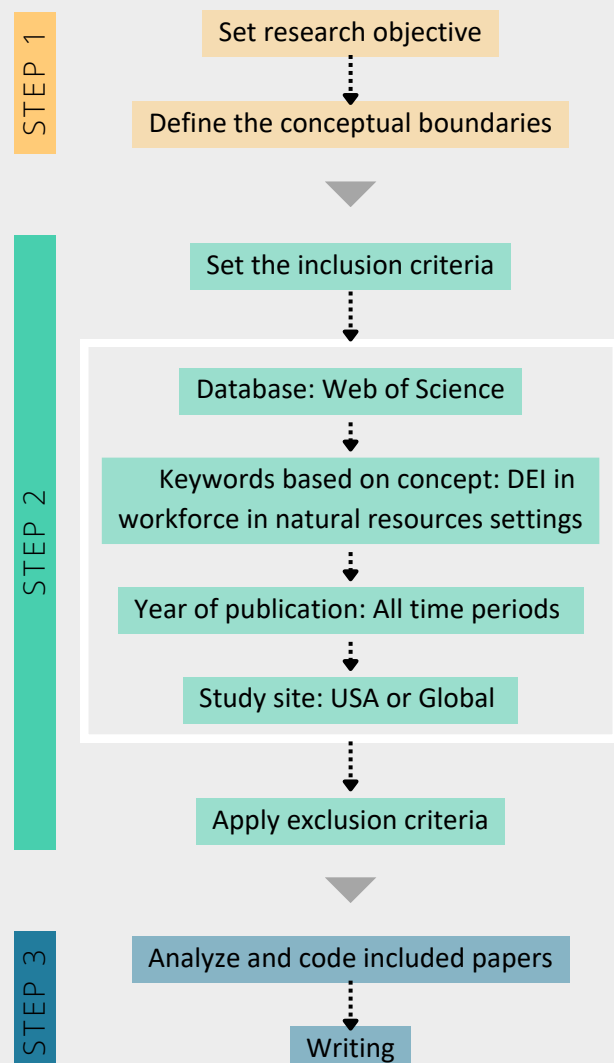 STEP 1
Set research objective
Define the conceptual boundaries
STEP 2
Set the inclusion criteria
Database: Web of Science
Keywords based on concept: DEI in
workforce in natural resources settings
Year of publication: All time periods
Study site: USA or Global
Apply exclusion criteria
STEP 3
Analyze and code included papers
Writing